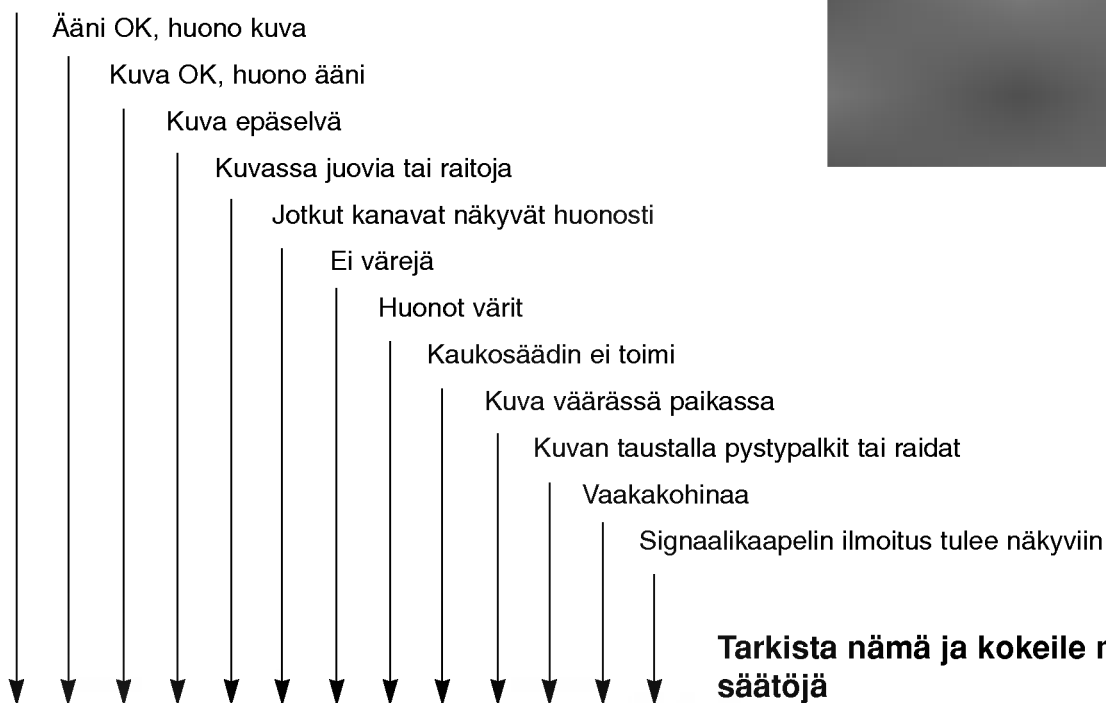 Ääni OK, huono kuva
Kuva OK, huono ääni
Kuva epäselvä
Kuvassa juovia tai raitoja
Jotkut kanavat näkyvät huonosti
Ei värejä
Huonot värit
Kaukosäädin ei toimi
Kuva väärässä paikassa
Kuvan taustalla pystypalkit tai raidat
Vaakakohinaa
Signaalikaapelin ilmoitus tulee näkyviin
Tarkista nämä ja kokeile
säätöjä